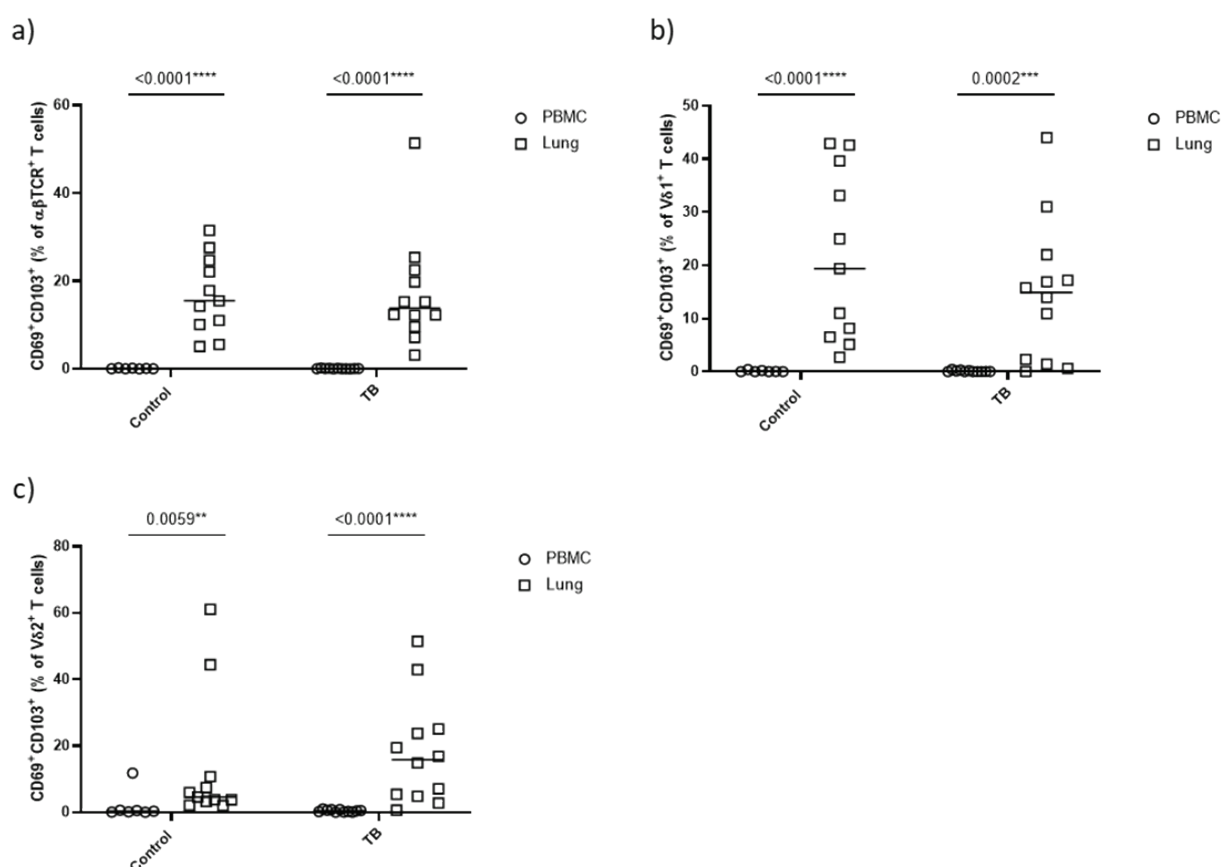 a)
<0.0001**** <0.0001****
60
40
20
0
CD69⁺CD103⁺ (% of αβTCR⁺ T cells)
Control
TB
PBMC
Lung
b)
<0.0001**** 0.0002***
50
40
30
20
10
0
CD69⁺CD103⁺ (% of Vδ1⁺ T cells)
Control
TB
PBMC
Lung
c)
0.0059** <0.0001****
80
60
40
20
0
CD69⁺CD103⁺ (% of Vδ2⁺ T cells)
Control
TB
PBMC
Lung